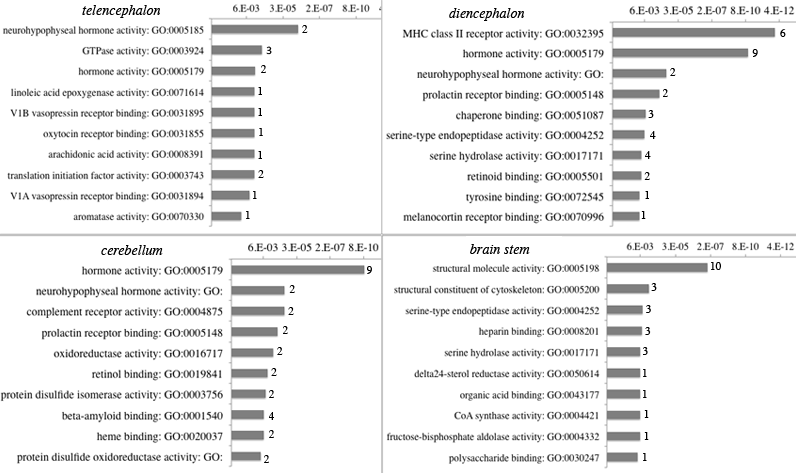 telencephalon
6.E-03 3.E-05 2.E-07 8.E-10 4
neurohypophyseal hormone activity: GO:0005185 2
GTPase activity: GO:0003924 3
hormone activity: GO:0005179 2
linoleic acid epoxygenase activity: GO:0071614 1
V1B vasopressin receptor binding: GO:0031895 1
oxytocin receptor binding: GO:0031855 1
arachidonic acid activity: GO:0008391 1
translation initiation factor activity: GO:0003743 2
V1A vasopressin receptor binding: GO:0031894 1
aromatase activity: GO:0070330 1
diencephalon
6.E-03 3.E-05 2.E-07 8.E-10 4.E-12
MHC class II receptor activity: GO:0032395 6
hormone activity: GO:0005179 9
neurohypophyseal hormone activity: GO: 2
prolactin receptor binding: GO:0005148 2
chaperone binding: GO:0051087 3
serine-type endopeptidase activity: GO:0004252 4
serine hydrolase activity: GO:0017171 4
retinoid binding: GO:0005501 2
tyrosine binding: GO:0072545 1
melanocortin receptor binding: GO:0070996 1
cerebellum
6.E-03 3.E-05 2.E-07 8.E-10
hormone activity: GO:0005179 9
neurohypophyseal hormone activity: GO: 2
complement receptor activity: GO:0004875 2
prolactin receptor binding: GO:0005148 2
oxidoreductase activity: GO:0016717 2
retinol binding: GO:0019841 2
protein disulfide isomerase activity: GO:0003756 2
beta-amyloid binding: GO:0001540 4
heme binding: GO:0020037 2
protein disulfide oxidoreductase activity: GO: 2
brain stem
6.E-03 3.E-05 2.E-07 8.E-10 4.E-12
structural molecule activity: GO:0005198 10
structural constituent of cytoskeleton: GO:0005200 3
serine-type endopeptidase activity: GO:0004252 3
heparin binding: GO:0008201 3
serine hydrolase activity: GO:0017171 3
delta24-sterol reductase activity: GO:0050614 1
organic acid binding: GO:0043177 1
CoA synthase activity: GO:0004421 1
fructose-bisphosphate aldolase activity: GO:0004332 1
polysaccharide binding: GO:0030247 1